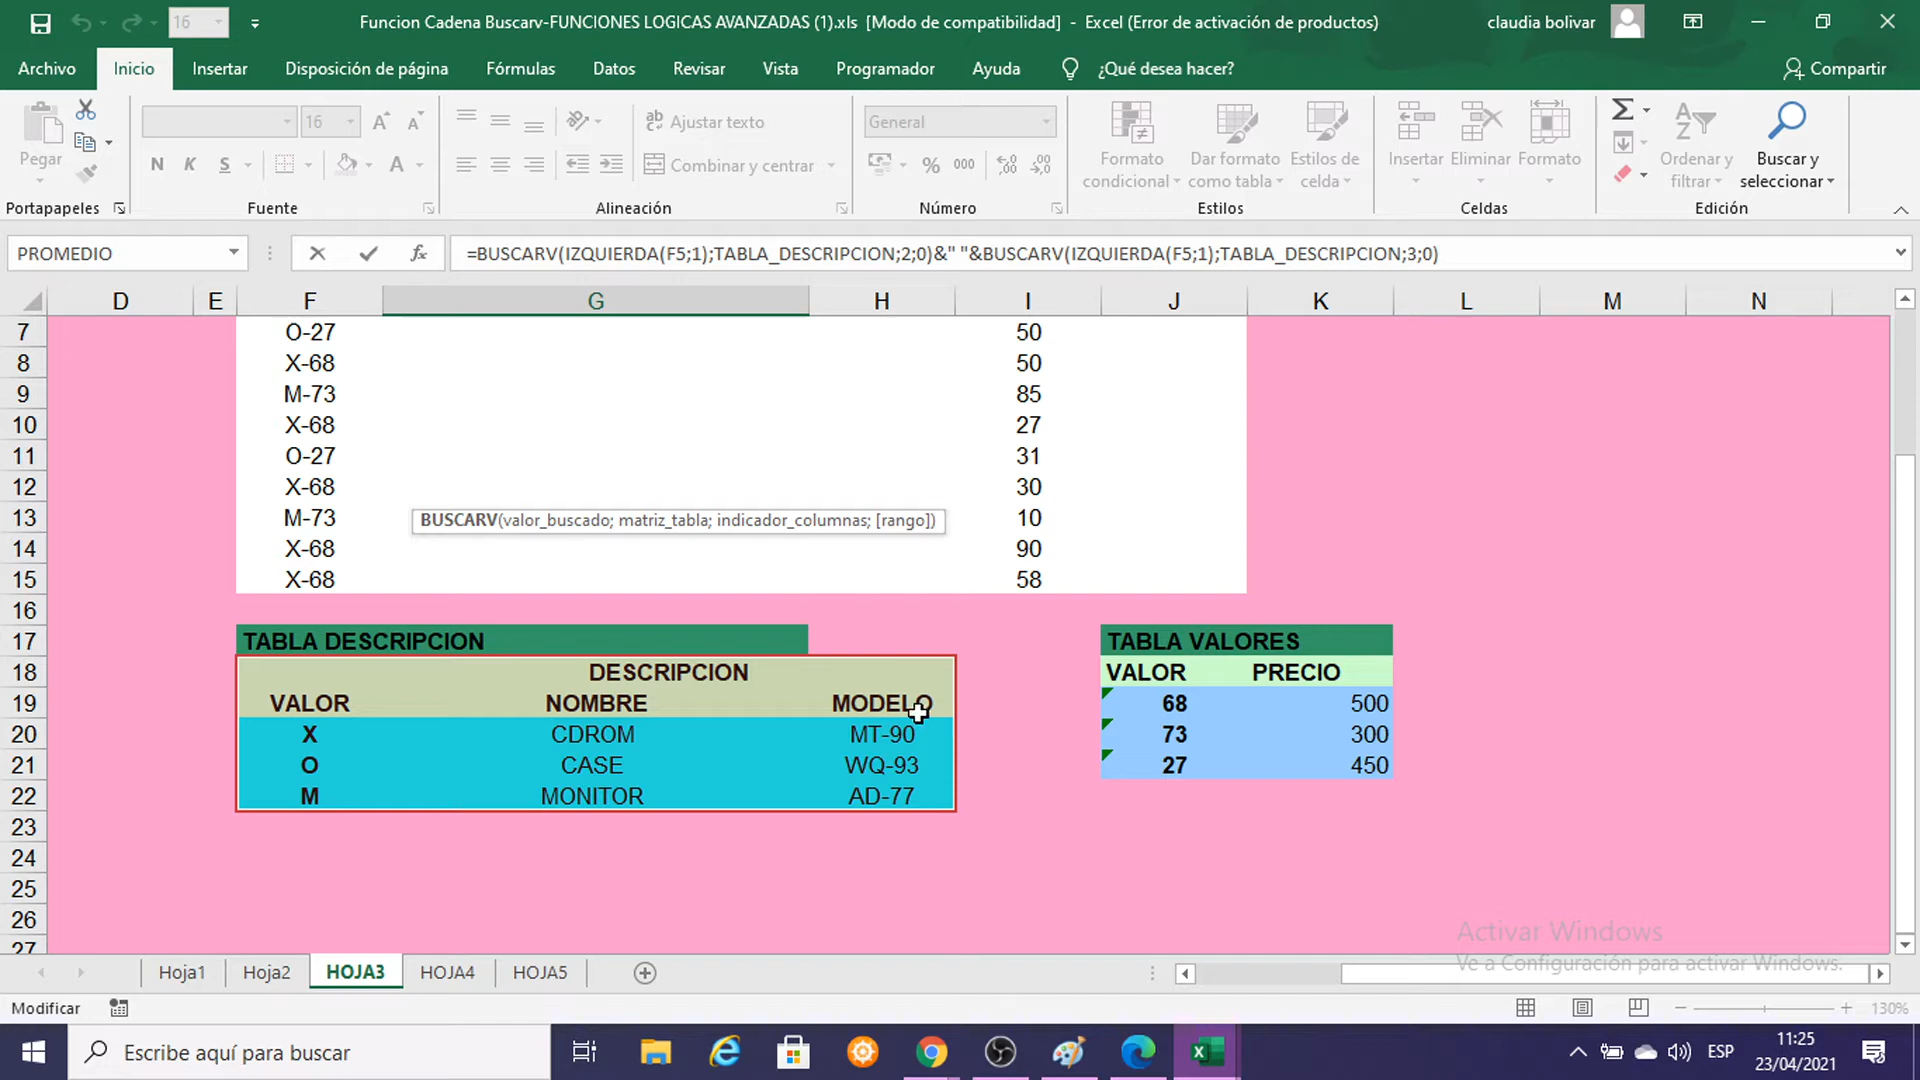 16
Funcion Cadena Buscarv-FUNCIONES LOGICAS AVANZADAS (1).xls [Modo de compatibilidad] - Excel (Error de activación de productos)
claudia bolivar
Archivo Inicio Insertar Disposición de página Fórmulas Datos Revisar Vista Programador Ayuda ¿Qué desea hacer? Compartir
16 Ajustar texto General
Pegar N K S A Combinar y centrar % 000
Formato condicional
Dar formato como tabla
Estilos de celda
Insertar Eliminar Formato
Ordenar y filtrar
Buscar y seleccionar
Portapapeles Fuente Alineación Número Estilos Celdas Edición
PROMEDIO fx =BUSCARV(IZQUIERDA(F5;1);TABLA_DESCRIPCION;2;0)&" "&BUSCARV(IZQUIERDA(F5;1);TABLA_DESCRIPCION;3;0)
D E F G H I J K L M N
7 O-27 50
8 X-68 50
9 M-73 85
10 X-68 27
11 O-27 31
12 X-68 30
13 M-73 BUSCARV(valor_buscado; matriz_tabla; indicador_columnas; [rango]) 10
14 X-68 90
15 X-68 58
16
17 TABLA DESCRIPCION TABLA VALORES
18 DESCRIPCION VALOR PRECIO
19 VALOR NOMBRE MODELO 68 500
20 X CDROM MT-90 73 300
21 O CASE WQ-93 27 450
22 M MONITOR AD-77
23
24
25
26
27
Activar Windows
Ve a Configuración para activar Windows.
Hoja1 Hoja2 HOJA3 HOJA4 HOJA5
Modificar 130%
Escribe aquí para buscar
ESP
11:25
23/04/2021